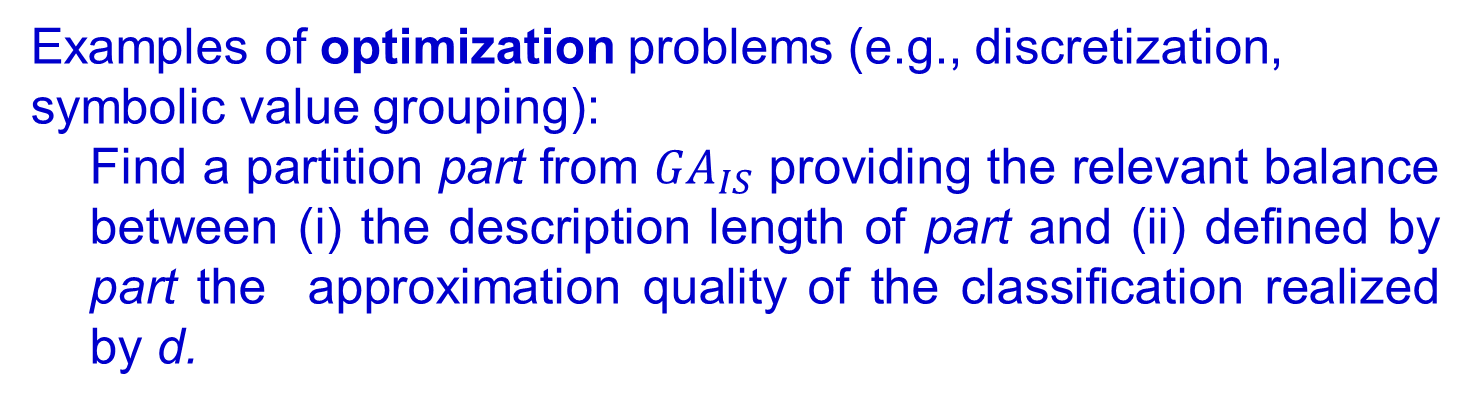 Examples of optimization problems (e.g., discretization,
symbolic value grouping):
Find a partition part from GA_IS providing the relevant balance
between (i) the description length of part and (ii) defined by
part the approximation quality of the classification realized
by d.